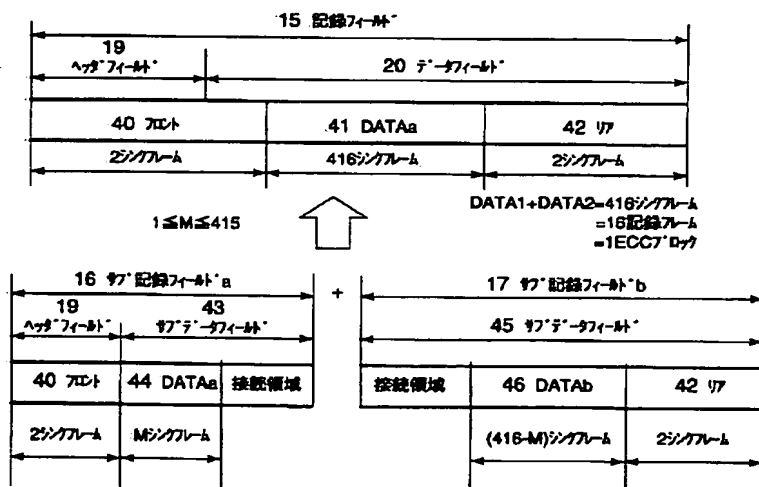 15 記録フィールド
19
ヘッダフィールド
20 データフィールド
40 フロント
41 DATAa
42 リア
2シンクフレーム
416シンクフレーム
2シンクフレーム
1≦M≦415
DATA1+DATA2=416シンクフレーム
=16記録フレーム
=1ECCブロック
16 サブ記録フィールドa
+
17 サブ記録フィールドb
19
ヘッダフィールド
43
サブデータフィールド
45 サブデータフィールド
40 フロント
44 DATAa
接続領域
接続領域
46 DATAb
42 リア
2シンクフレーム
Mシンクフレーム
(416-M)シンクフレーム
2シンクフレーム